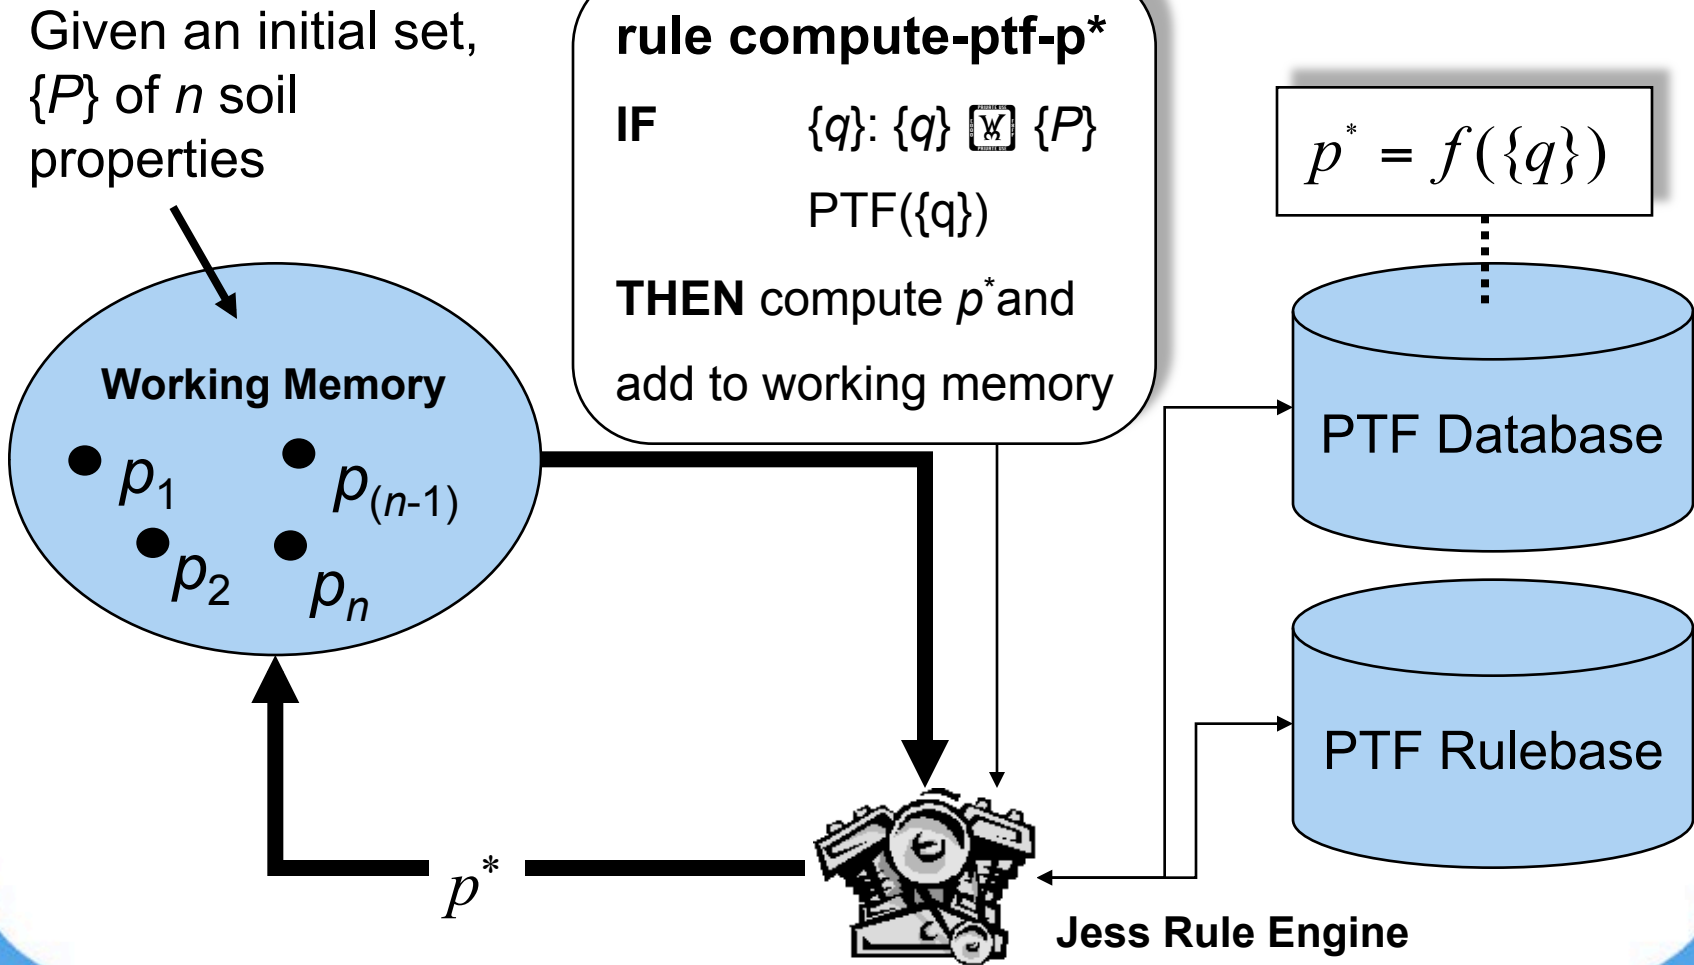 Given an initial set,
{P} of n soil
properties
rule compute-ptf-p*
IF {q}: {q} {P}
PTF({q})
THEN compute p* and
add to working memory
p* = f({q})
Working Memory
p1
p(n-1)
p2
pn
PTF Database
PTF Rulebase
p*
Jess Rule Engine